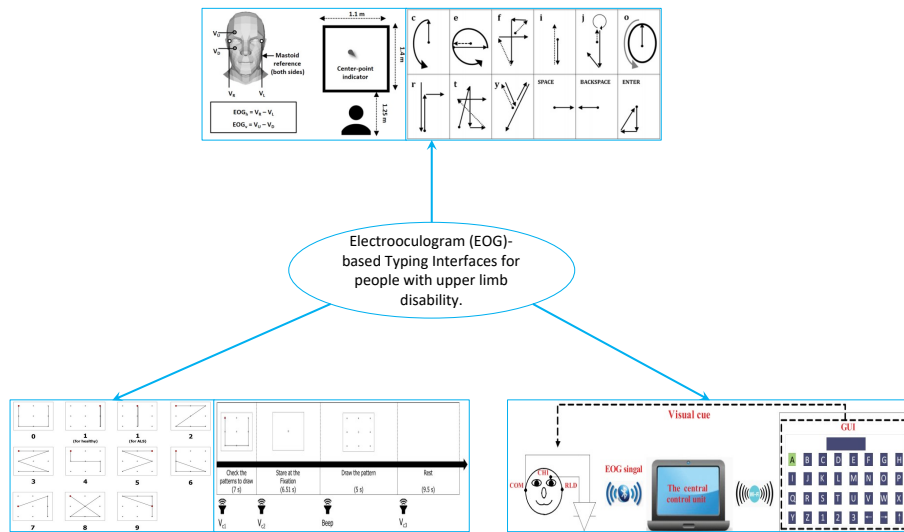 1.1 m
c e f i j o
V_U
V_D
Mastoid
reference
(both sides)
Center-point
indicator
1.4 m
V_R V_L
1.25 m
r t y SPACE BACKSPACE ENTER
EOG_h = V_R – V_L
EOG_v = V_U – V_D
Electrooculogram (EOG)-
based Typing Interfaces for
people with upper limb
disability.
0 1 1 2
(for healthy) (for ALS)
3 4 5 6
7 8 9
Check the
patterns to draw
(7 s)
Stare at the
Fixation
(6.51 s)
Draw the pattern
(5 s)
Rest
(9.5 s)
V_c1 V_c2 Beep V_c3
Visual cue
GUI
EOG singal
CH1
COM RLD
The central
control unit
A B C D E F G H
I J K L M N O P
Q R S T U V W X
Y Z 1 2 3 ← → ↑